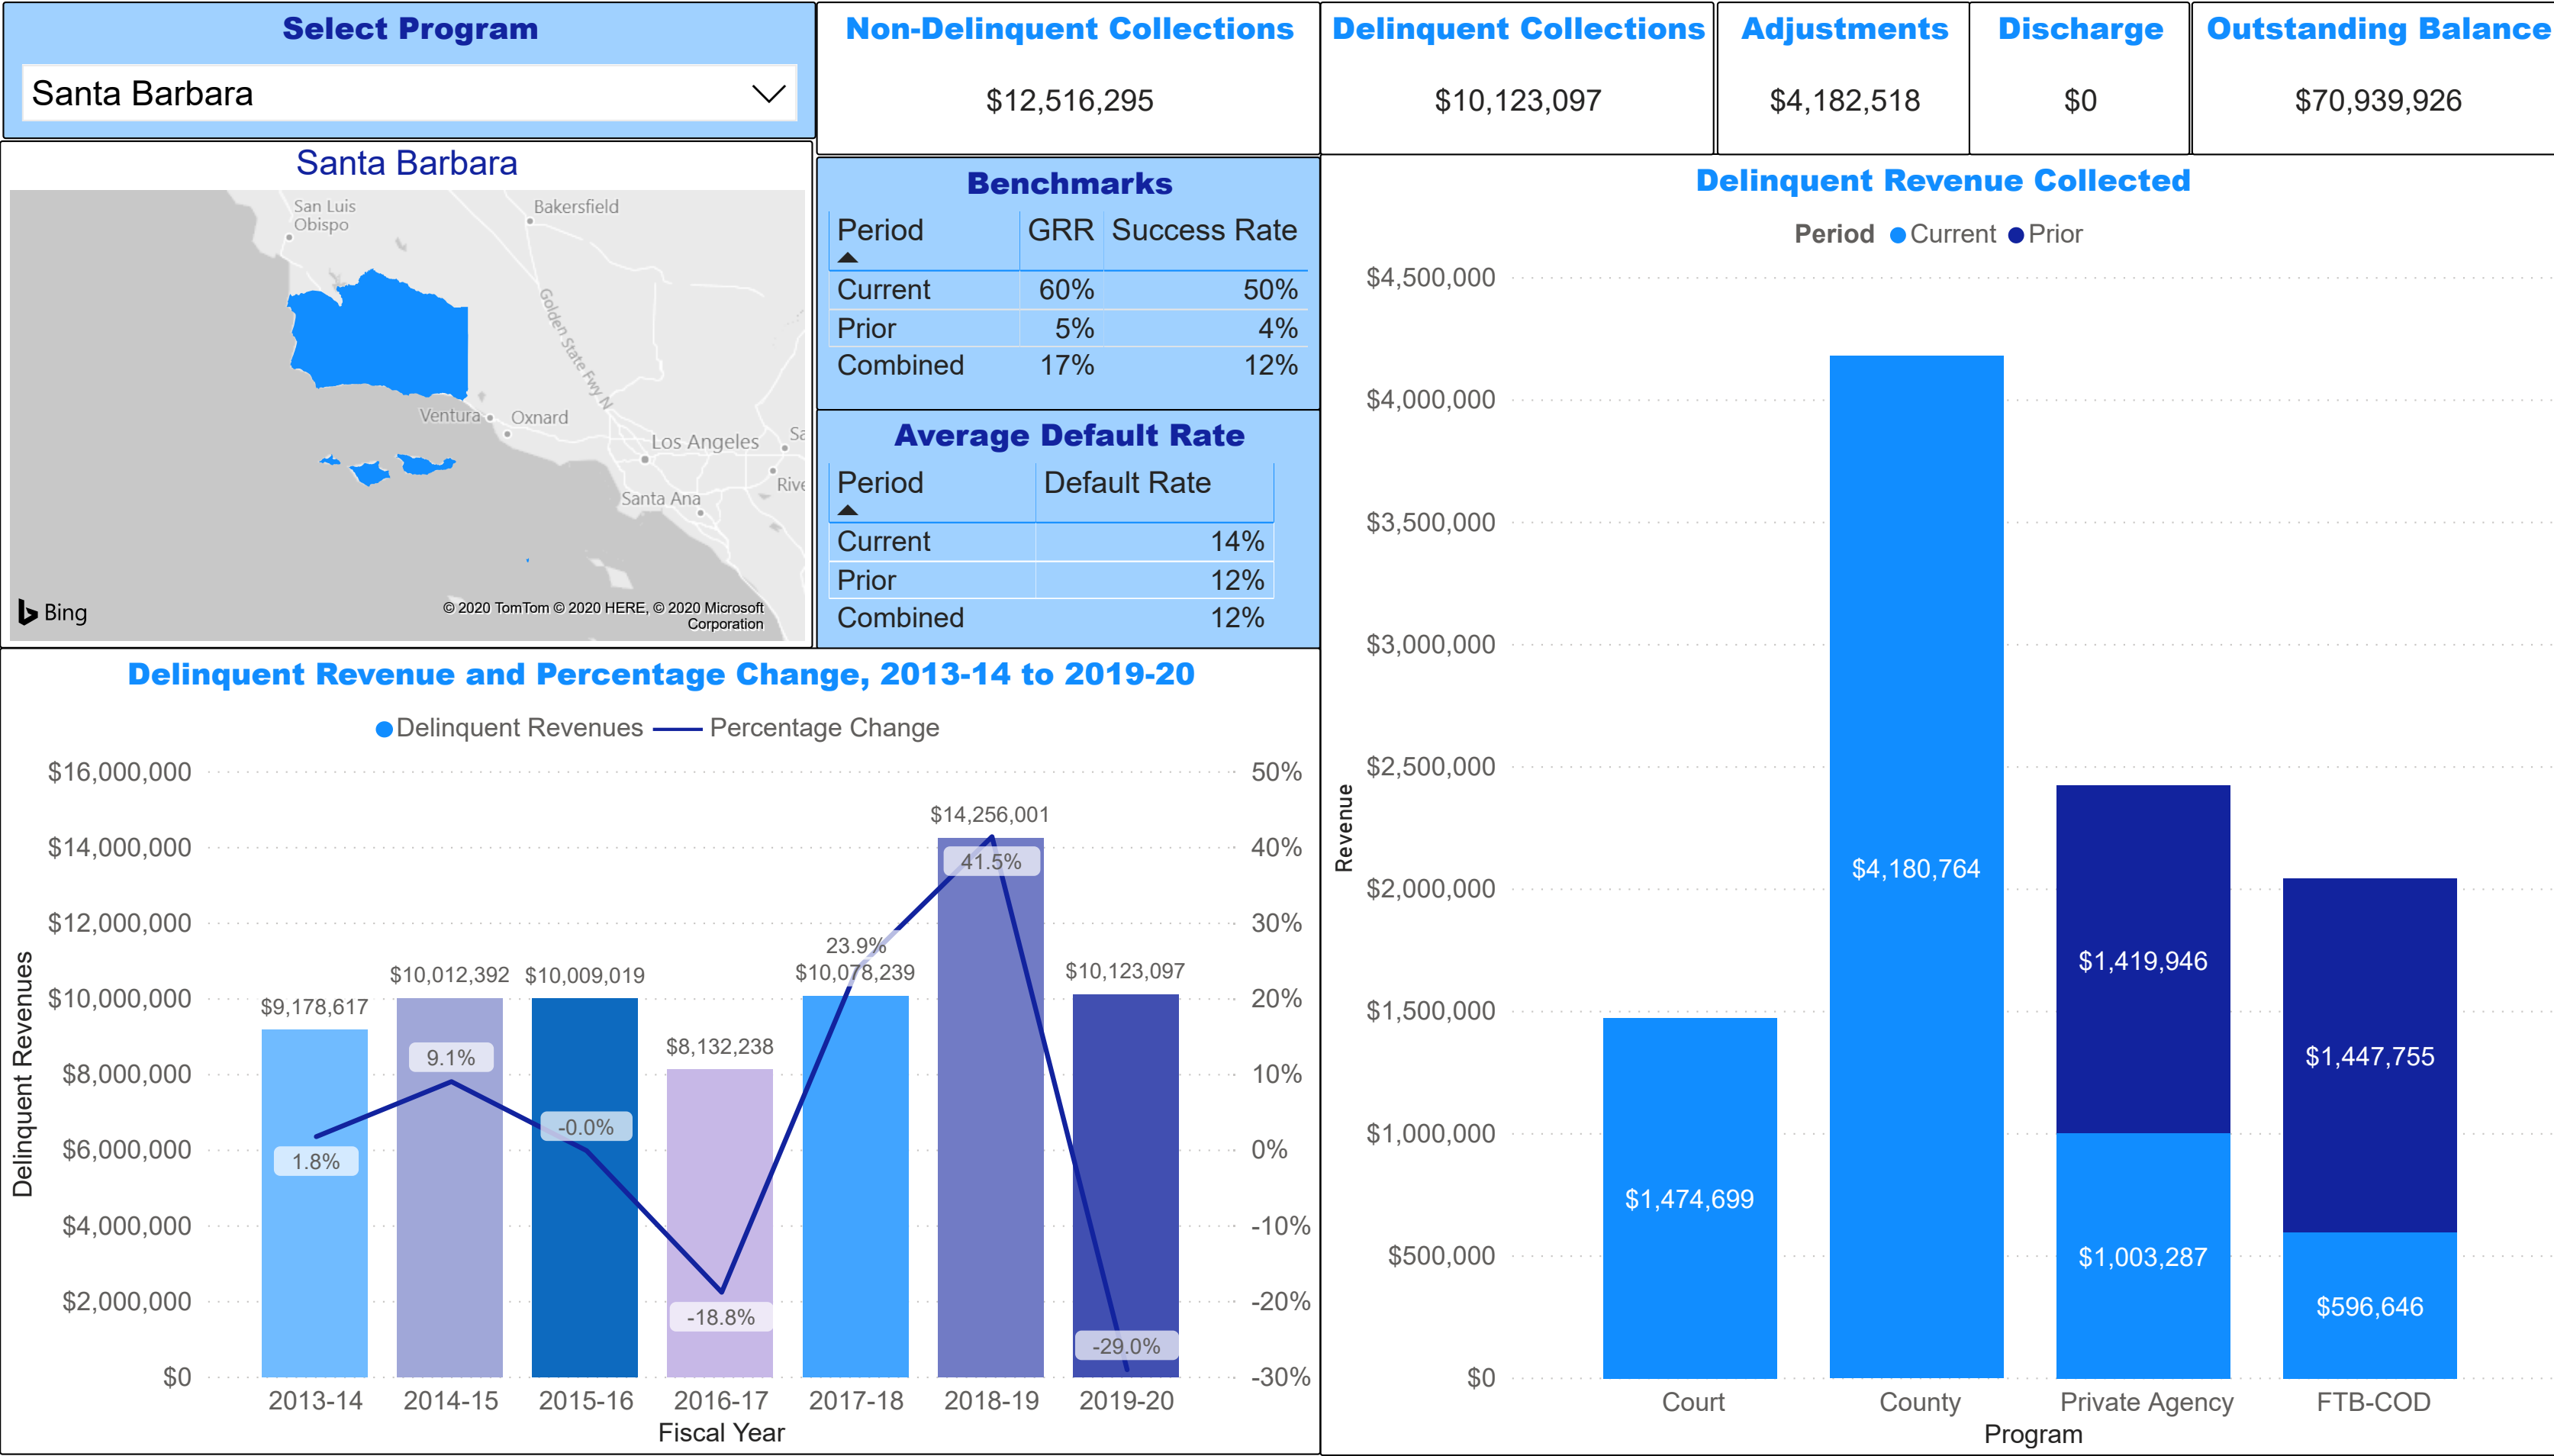 Select Program
Santa Barbara
Non-Delinquent Collections
$12,516,295
Delinquent Collections
$10,123,097
Adjustments
$4,182,518
Discharge
$0
Outstanding Balance
$70,939,926
Santa Barbara
San Luis
Obispo
Bakersfield
Golden State Fwy N
Ventura
Oxnard
Los Angeles
Sa
Rive
Santa Ana
Bing
© 2020 TomTom © 2020 HERE, © 2020 Microsoft
Corporation
Benchmarks
Period GRR Success Rate
Current 60% 50%
Prior 5% 4%
Combined 17% 12%
Average Default Rate
Period Default Rate
Current 14%
Prior 12%
Combined 12%
Delinquent Revenue and Percentage Change, 2013-14 to 2019-20
Delinquent Revenues Percentage Change
Delinquent Revenues
$16,000,000
$14,000,000
$12,000,000
$10,000,000
$8,000,000
$6,000,000
$4,000,000
$2,000,000
$0
$9,178,617
$10,012,392
$10,009,019
$8,132,238
$10,078,239
$14,256,001
$10,123,097
1.8%
9.1%
-0.0%
-18.8%
23.9%
41.5%
-29.0%
50%
40%
30%
20%
10%
0%
-10%
-20%
-30%
2013-14 2014-15 2015-16 2016-17 2017-18 2018-19 2019-20
Fiscal Year
Delinquent Revenue Collected
Period Current Prior
Revenue
$4,500,000
$4,000,000
$3,500,000
$3,000,000
$2,500,000
$2,000,000
$1,500,000
$1,000,000
$500,000
$0
$1,474,699
$4,180,764
$1,419,946
$1,003,287
$1,447,755
$596,646
Court County Private Agency FTB-COD
Program